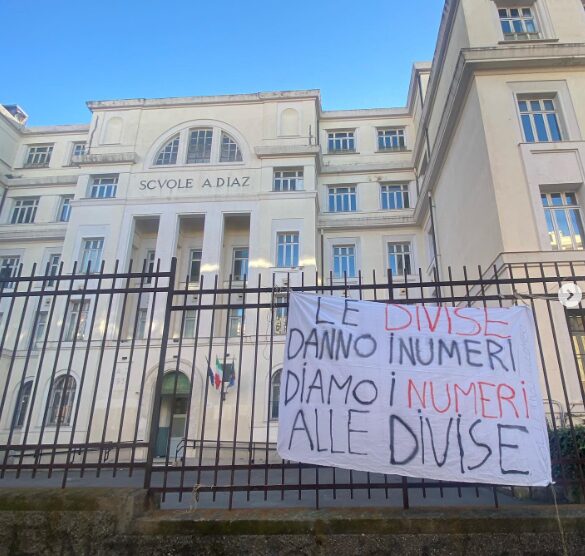 SCVOLE A.DIAZ
LE DIVISE
DANNO I NUMERI
DIAMO I NUMERI
ALLE DIVISE